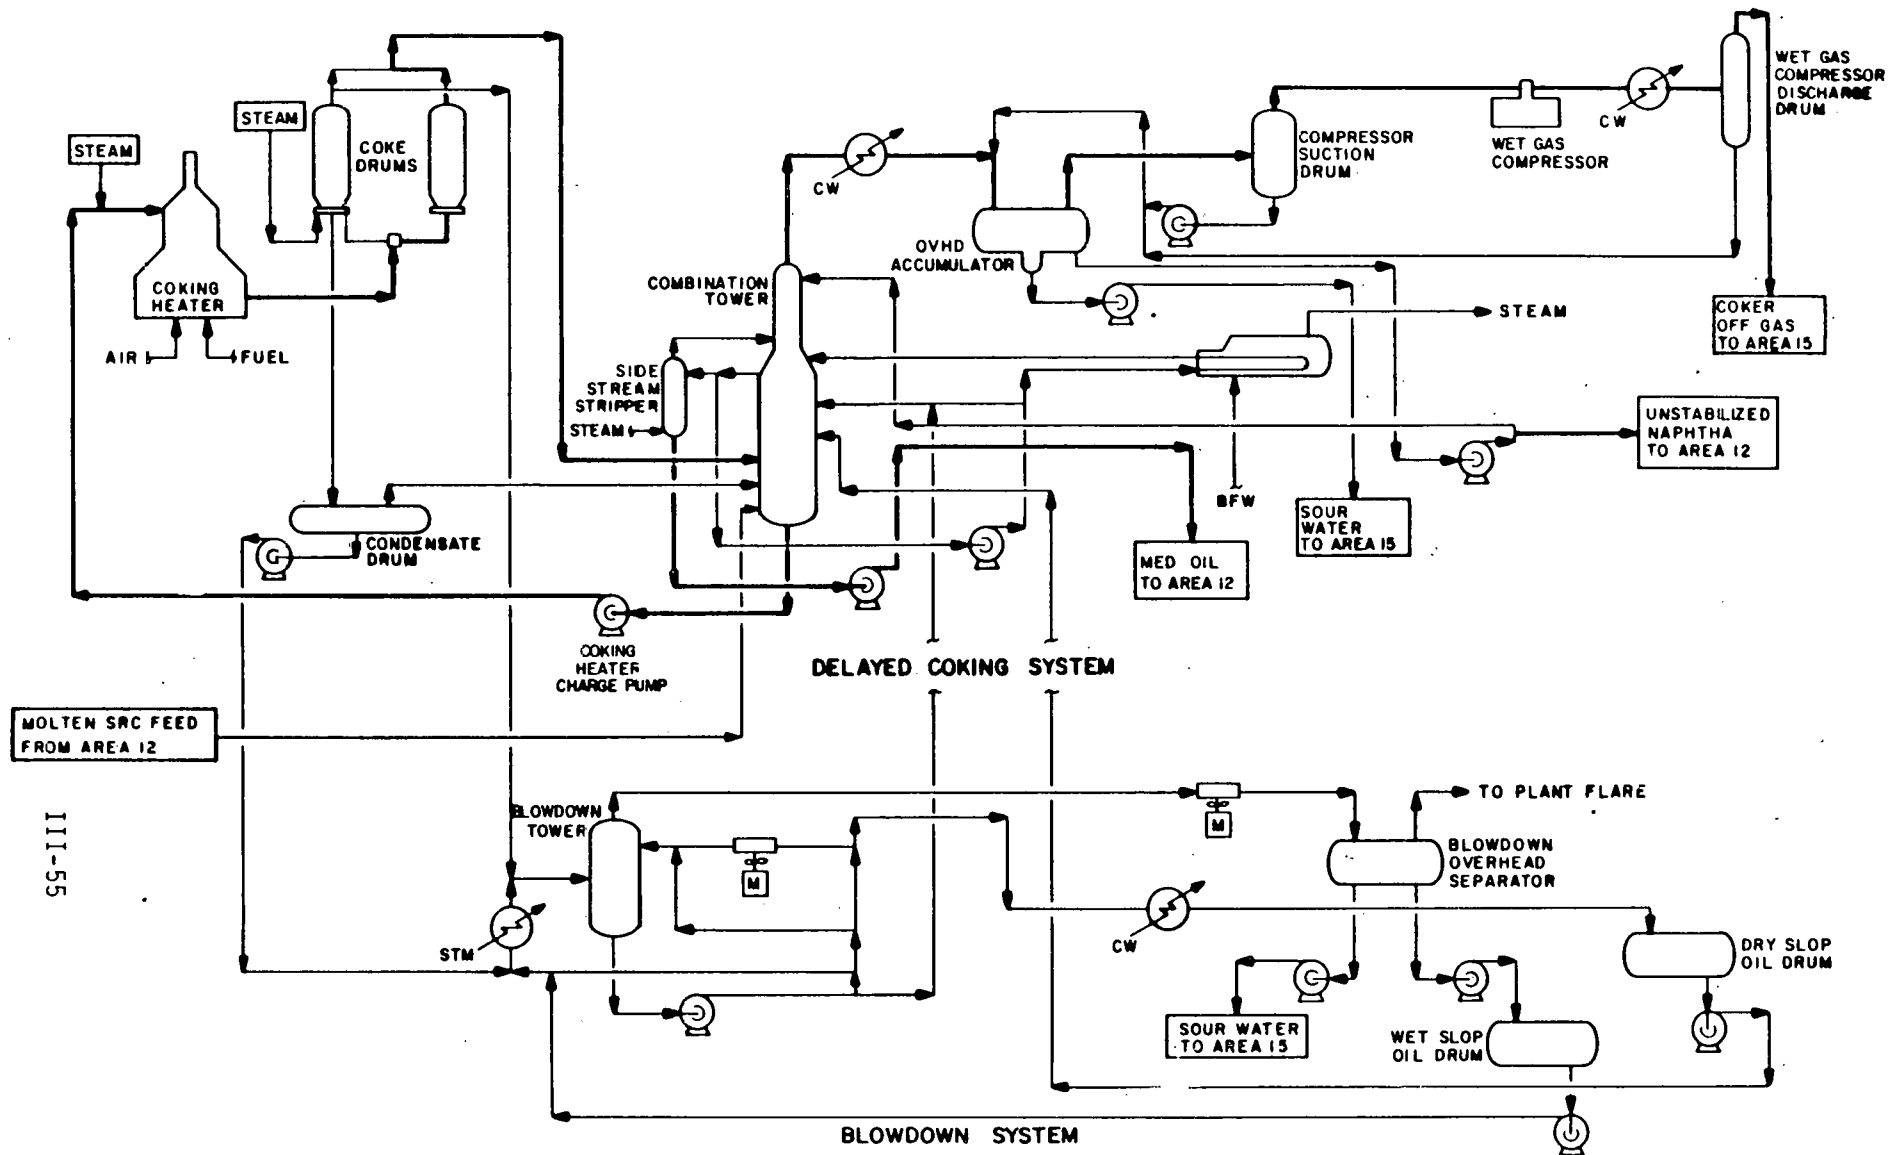 WET GAS
COMPRESSOR
DISCHARGE
DRUM
STEAM
STEAM
COKE
DRUMS
COMPRESSOR
SUCTION
DRUM
WET GAS
COMPRESSOR
CW
CW
COKING
HEATER
AIR
FUEL
COMBINATION
TOWER
OVHD
ACCUMULATOR
COKER
OFF GAS
TO AREA 15
STEAM
SIDE
STREAM
STRIPPER
STEAM
UNSTABILIZED
NAPHTHA
TO AREA 12
BFW
SOUR
WATER
TO AREA 15
CONDENSATE
DRUM
MED OIL
TO AREA 12
COKING
HEATER
CHARGE PUMP
DELAYED COKING SYSTEM
MOLTEN SRC FEED
FROM AREA 12
III-55
BLOWDOWN
TOWER
M
M
TO PLANT FLARE
BLOWDOWN
OVERHEAD
SEPARATOR
STM
CW
DRY SLOP
OIL DRUM
SOUR WATER
TO AREA 15
WET SLOP
OIL DRUM
BLOWDOWN SYSTEM